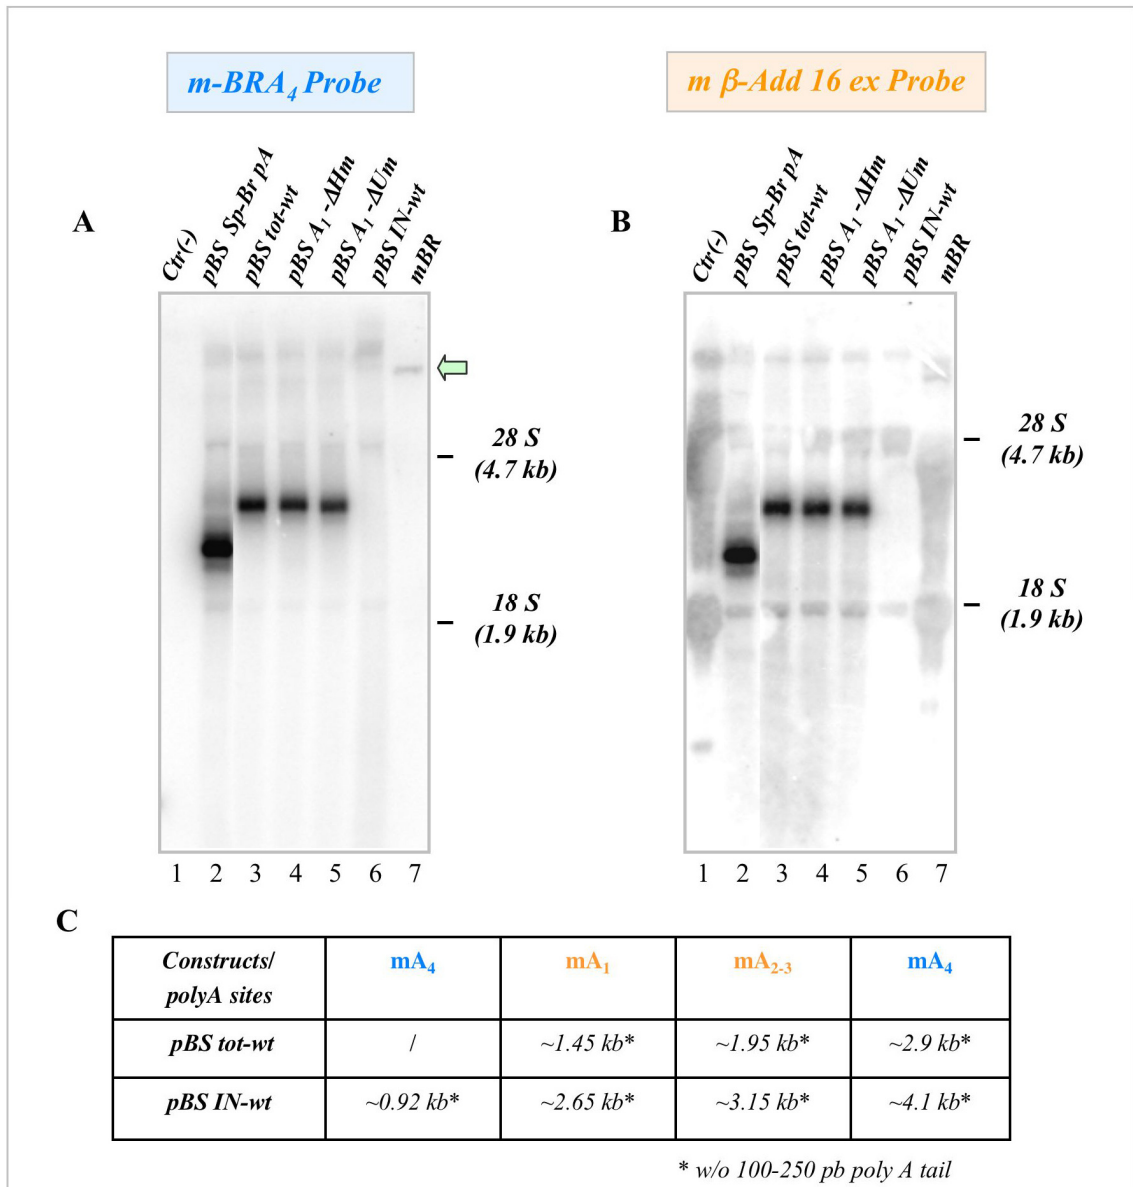 m-BRA4 Probe
m β-Add 16 ex Probe
A
Ctr(-)
pBS Sp-Br pA
pBS tot-wt
pBS A1 -ΔHm
pBS A1 -ΔUm
pBS IN-wt
mBR
28 S
(4.7 kb)
18 S
(1.9 kb)
1 2 3 4 5 6 7
B
Ctr(-)
pBS Sp-Br pA
pBS tot-wt
pBS A1 -ΔHm
pBS A1 -ΔUm
pBS IN-wt
mBR
28 S
(4.7 kb)
18 S
(1.9 kb)
1 2 3 4 5 6 7
C
Constructs/
polyA sites
mA4
mA1
mA2-3
mA4
pBS tot-wt / ~1.45 kb* ~1.95 kb* ~2.9 kb*
pBS IN-wt ~0.92 kb* ~2.65 kb* ~3.15 kb* ~4.1 kb*
* w/o 100-250 pb poly A tail